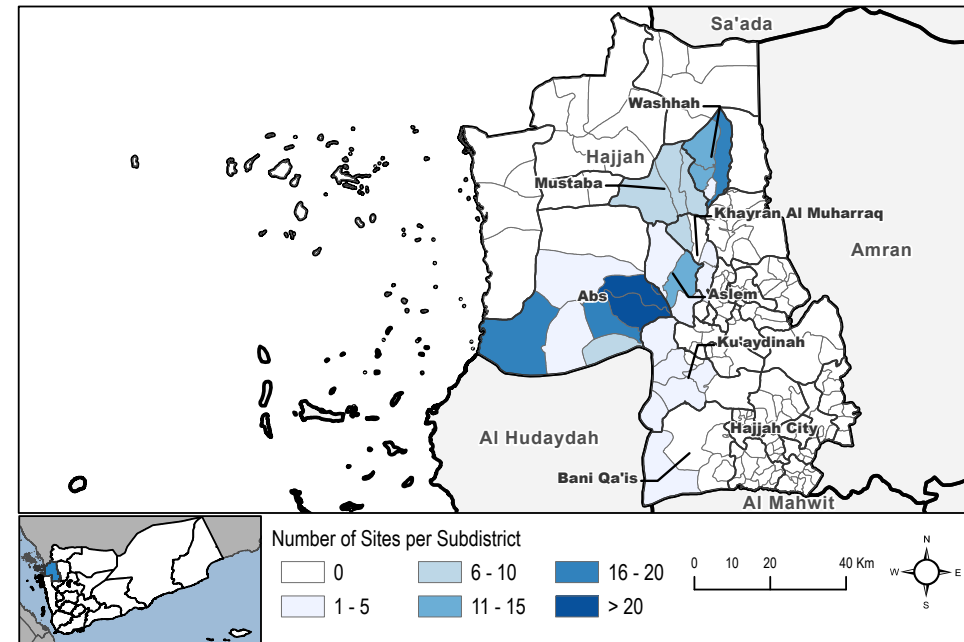 Sa'ada
Washhah
Hajjah
Mustaba
Khayran Al Muharraq
Amran
Abs
Aslem
Ku'aydinah
Hajjah City
Al Hudaydah
Bani Qa'is
Al Mahwit
Number of Sites per Subdistrict
0
6 - 10
16 - 20
1 - 5
11 - 15
> 20
0 10 20 40 Km
N
W E
S